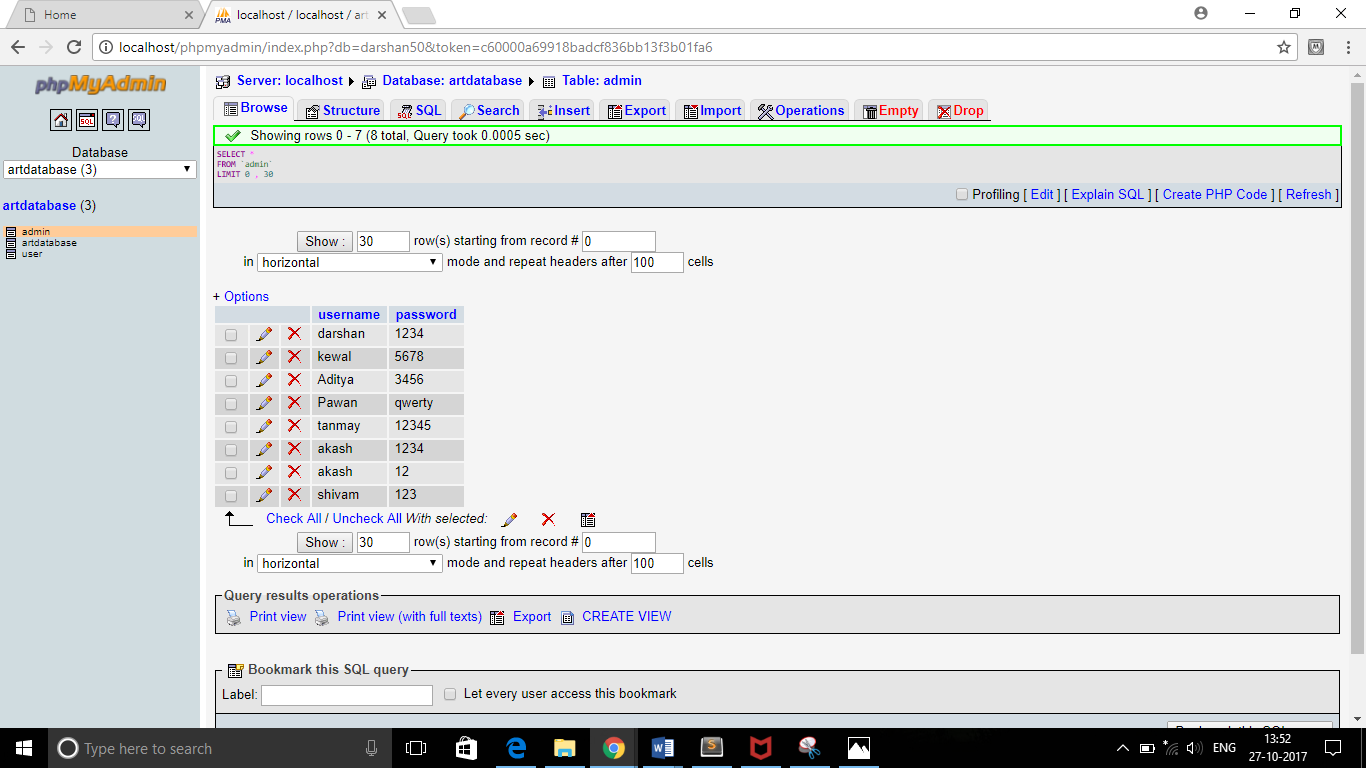 Home
localhost / localhost / art
localhost/phpmyadmin/index.php?db=darshan50&token=c60000a69918badcf836bb13f3b01fa6
phpMyAdmin
Server: localhost Database: artdatabase Table: admin
Browse Structure SQL Search Insert Export Import Operations Empty Drop
Database
artdatabase (3)
artdatabase (3)
admin
artdatabase
user
Showing rows 0 - 7 (8 total, Query took 0.0005 sec)
SELECT *
FROM `admin`
LIMIT 0 , 30
Profiling [ Edit ] [ Explain SQL ] [ Create PHP Code ] [ Refresh ]
Show : 30 row(s) starting from record # 0
in horizontal mode and repeat headers after 100 cells
+ Options
username password
darshan 1234
kewal 5678
Aditya 3456
Pawan qwerty
tanmay 12345
akash 1234
akash 12
shivam 123
Check All / Uncheck All With selected:
Show : 30 row(s) starting from record # 0
in horizontal mode and repeat headers after 100 cells
Query results operations
Print view Print view (with full texts) Export CREATE VIEW
Bookmark this SQL query
Label: Let every user access this bookmark
Type here to search
ENG
13:52
27-10-2017